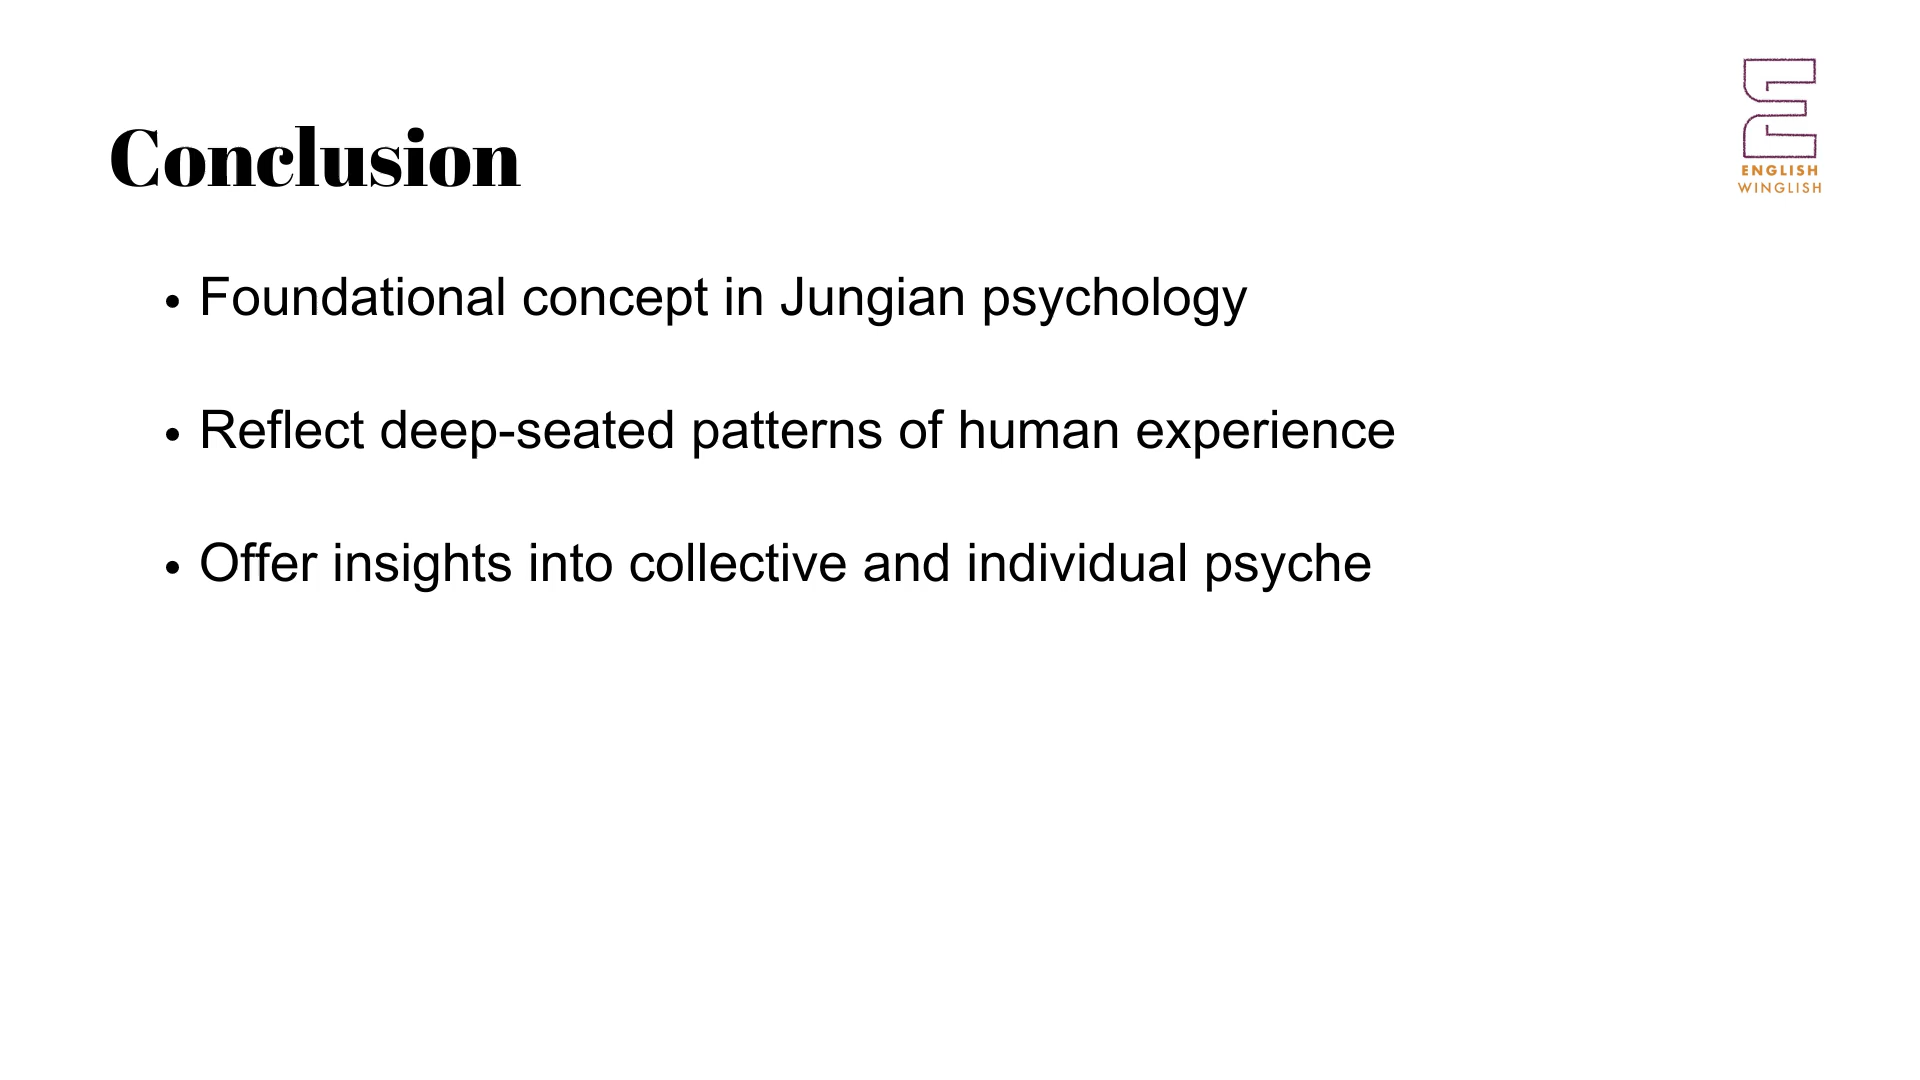 Conclusion
ENGLISH
WINGLISH
• Foundational concept in Jungian psychology
• Reflect deep-seated patterns of human experience
• Offer insights into collective and individual psyche